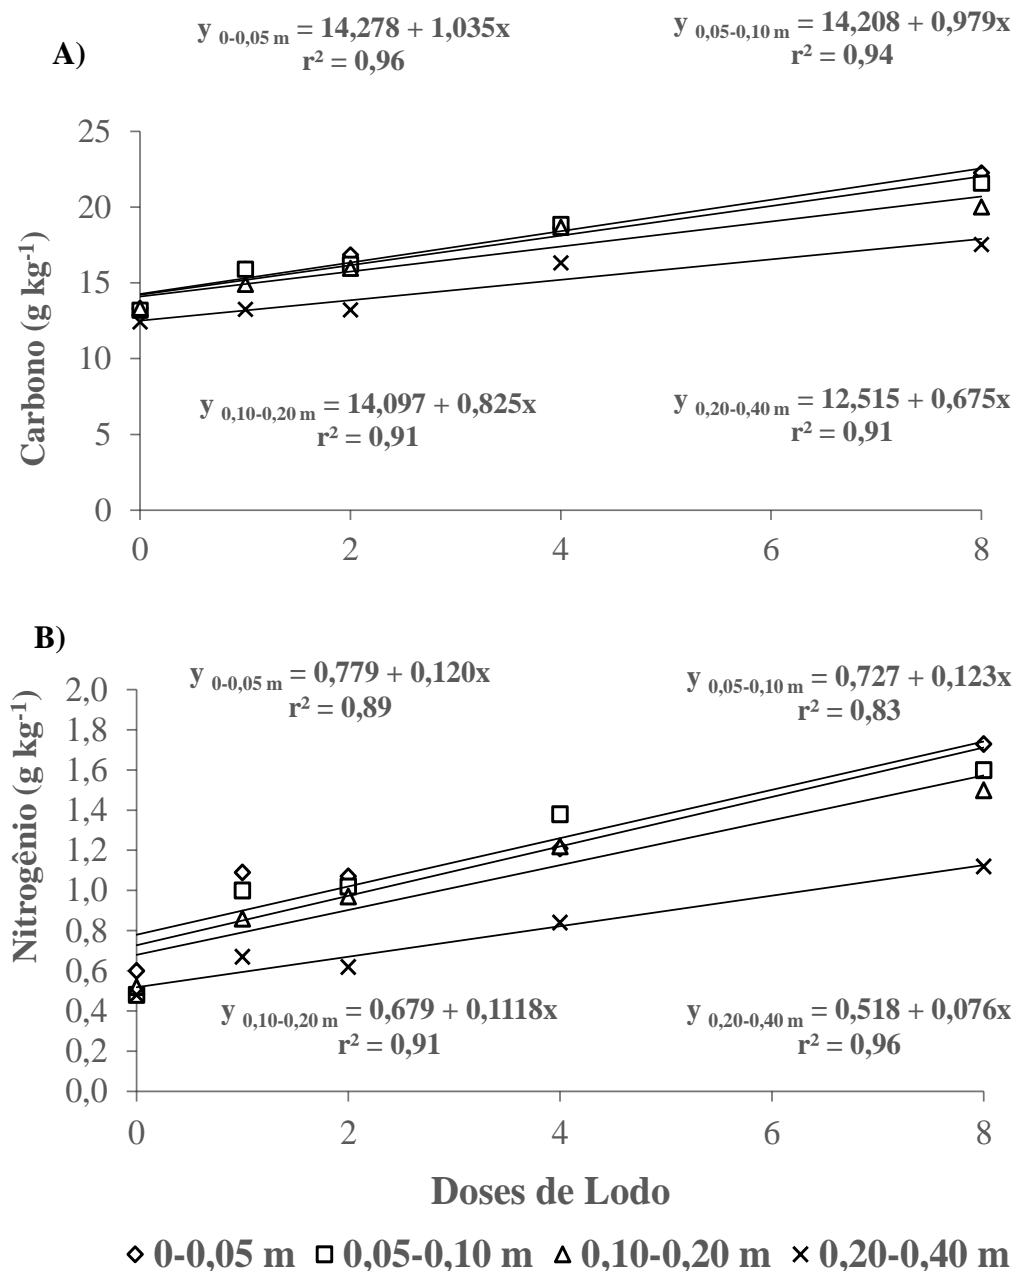 y 0-0,05 m = 14,278 + 1,035x
r² = 0,96
y 0,05-0,10 m = 14,208 + 0,979x
r² = 0,94
A)
25
20
15
10
5
0
Carbono (g kg⁻¹)
y 0,10-0,20 m = 14,097 + 0,825x
r² = 0,91
y 0,20-0,40 m = 12,515 + 0,675x
r² = 0,91
0 2 4 6 8
B)
y 0-0,05 m = 0,779 + 0,120x
r² = 0,89
y 0,05-0,10 m = 0,727 + 0,123x
r² = 0,83
2,0
1,8
1,6
1,4
1,2
1,0
0,8
0,6
0,4
0,2
0,0
Nitrogênio (g kg⁻¹)
y 0,10-0,20 m = 0,679 + 0,1118x
r² = 0,91
y 0,20-0,40 m = 0,518 + 0,076x
r² = 0,96
0 2 4 6 8
Doses de Lodo
0-0,05 m 0,05-0,10 m 0,10-0,20 m 0,20-0,40 m